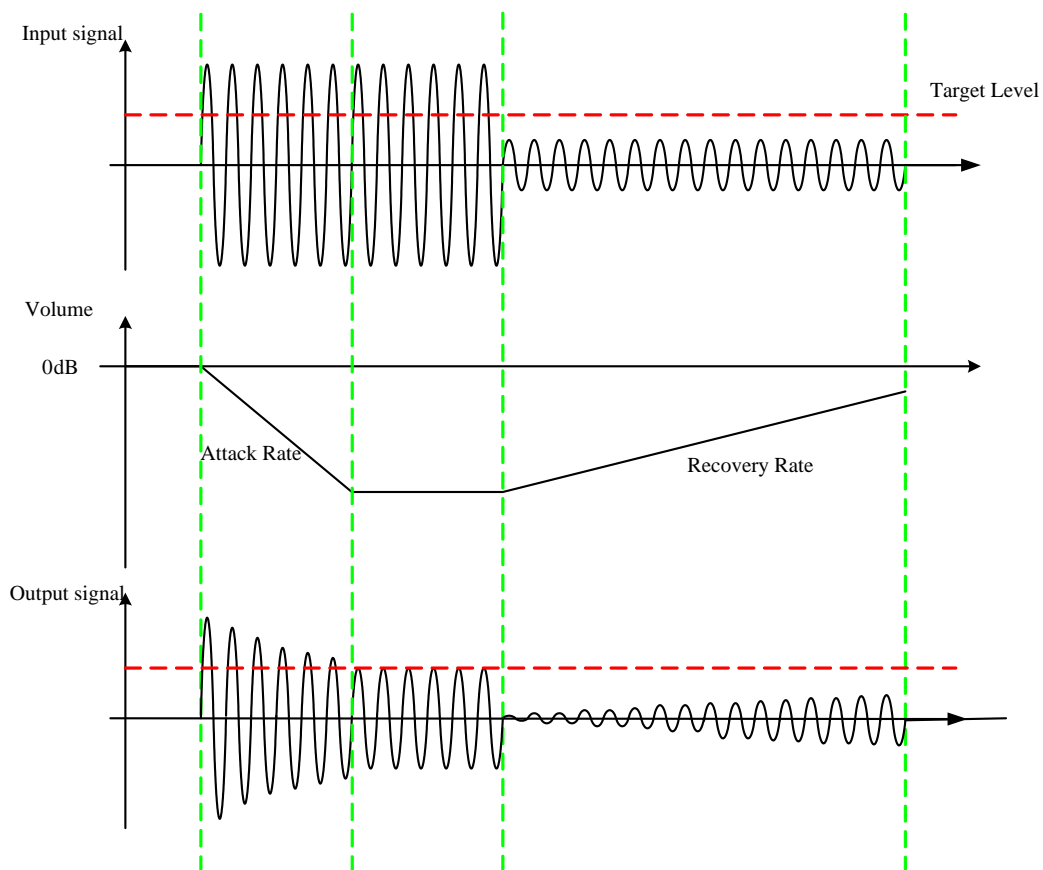 Input signal
Target Level
Volume
0dB
Attack Rate
Recovery Rate
Output signal